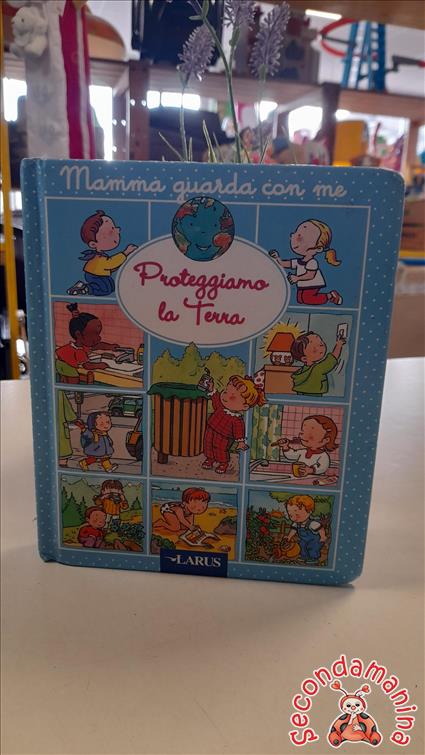 Mamma guarda con me
Proteggiamo
la Terra
LARUS
Secondamanina